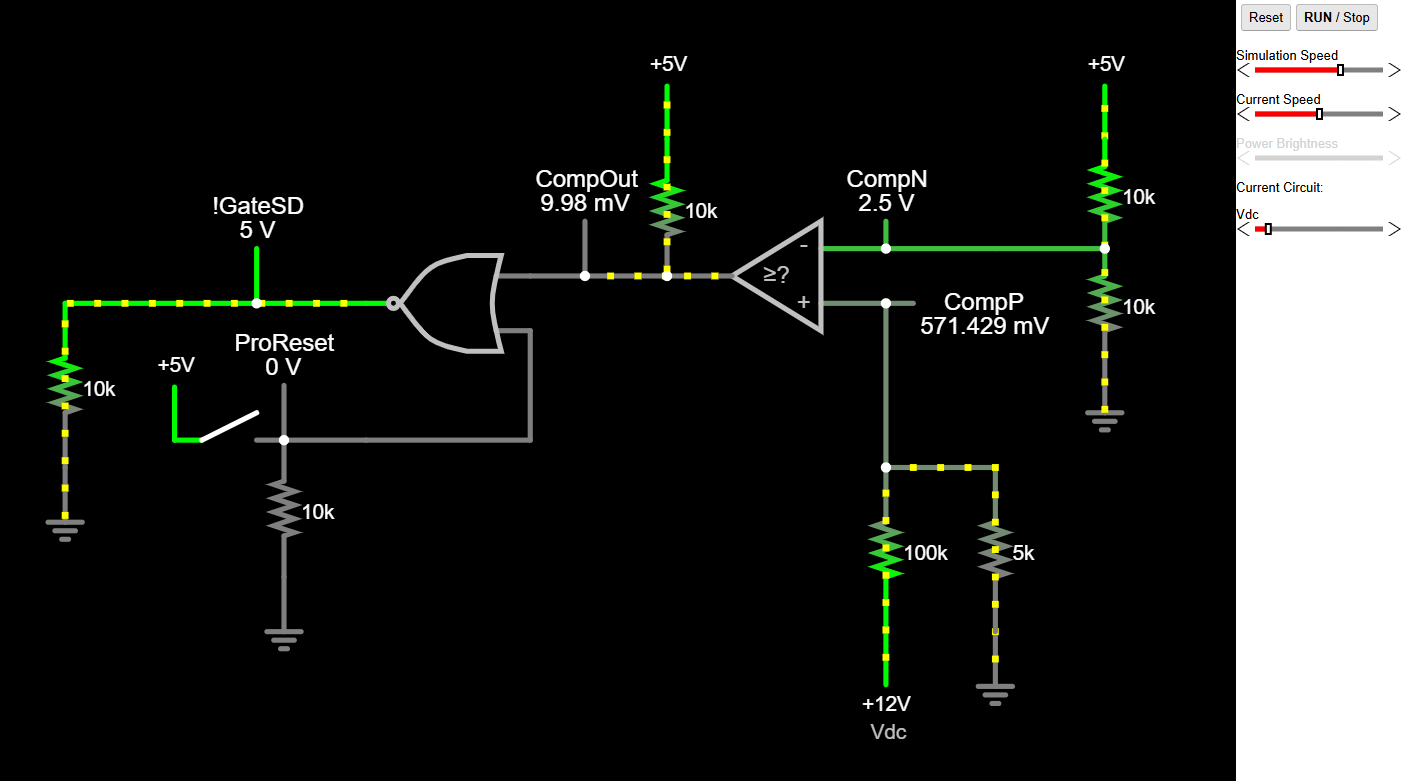 Reset
RUN / Stop
Simulation Speed
Current Speed
Power Brightness
Current Circuit:
Vdc
+5V
+5V
CompOut
9.98 mV
10k
CompN
2.5 V
10k
!GateSD
5 V
-
≥?
+
CompP
571.429 mV
10k
ProReset
0 V
+5V
10k
10k
100k
5k
+12V
Vdc